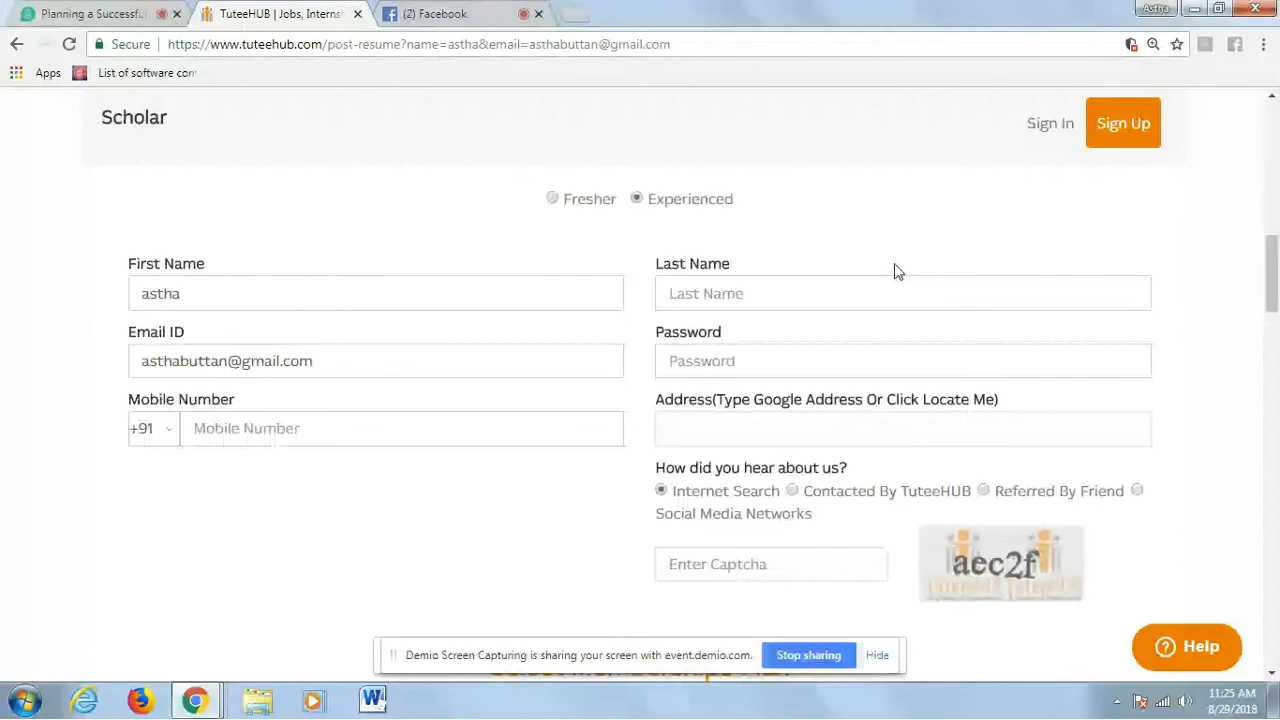 Planning a Successfu
TuteeHUB | Jobs, Interns
(2) Facebook
Astha
Secure
https://www.tuteehub.com/post-resume?name=astha&email=asthabuttan@gmail.com
Apps
List of software con
Scholar
Sign In
Sign Up
Fresher
Experienced
First Name
Last Name
astha
Last Name
Email ID
Password
asthabuttan@gmail.com
Password
Mobile Number
Address(Type Google Address Or Click Locate Me)
+91
Mobile Number
How did you hear about us?
Internet Search
Contacted By TuteeHUB
Referred By Friend
Social Media Networks
Enter Captcha
aec2f
Help
Demio Screen Capturing is sharing your screen with event.demio.com.
Stop sharing
Hide
11:25 AM
8/29/2018